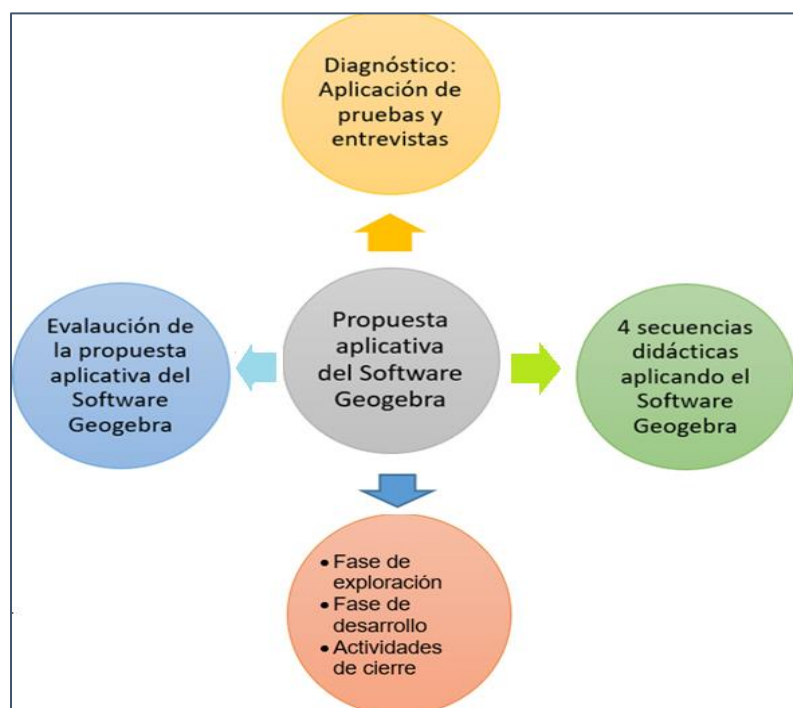 Diagnóstico:
Aplicación de
pruebas y
entrevistas
Evalaución de
la propuesta
aplicativa del
Software
Geogebra
Propuesta
aplicativa
del Software
Geogebra
4 secuencias
didácticas
aplicando el
Software
Geogebra
• Fase de
exploración
• Fase de
desarrollo
• Actividades
de cierre